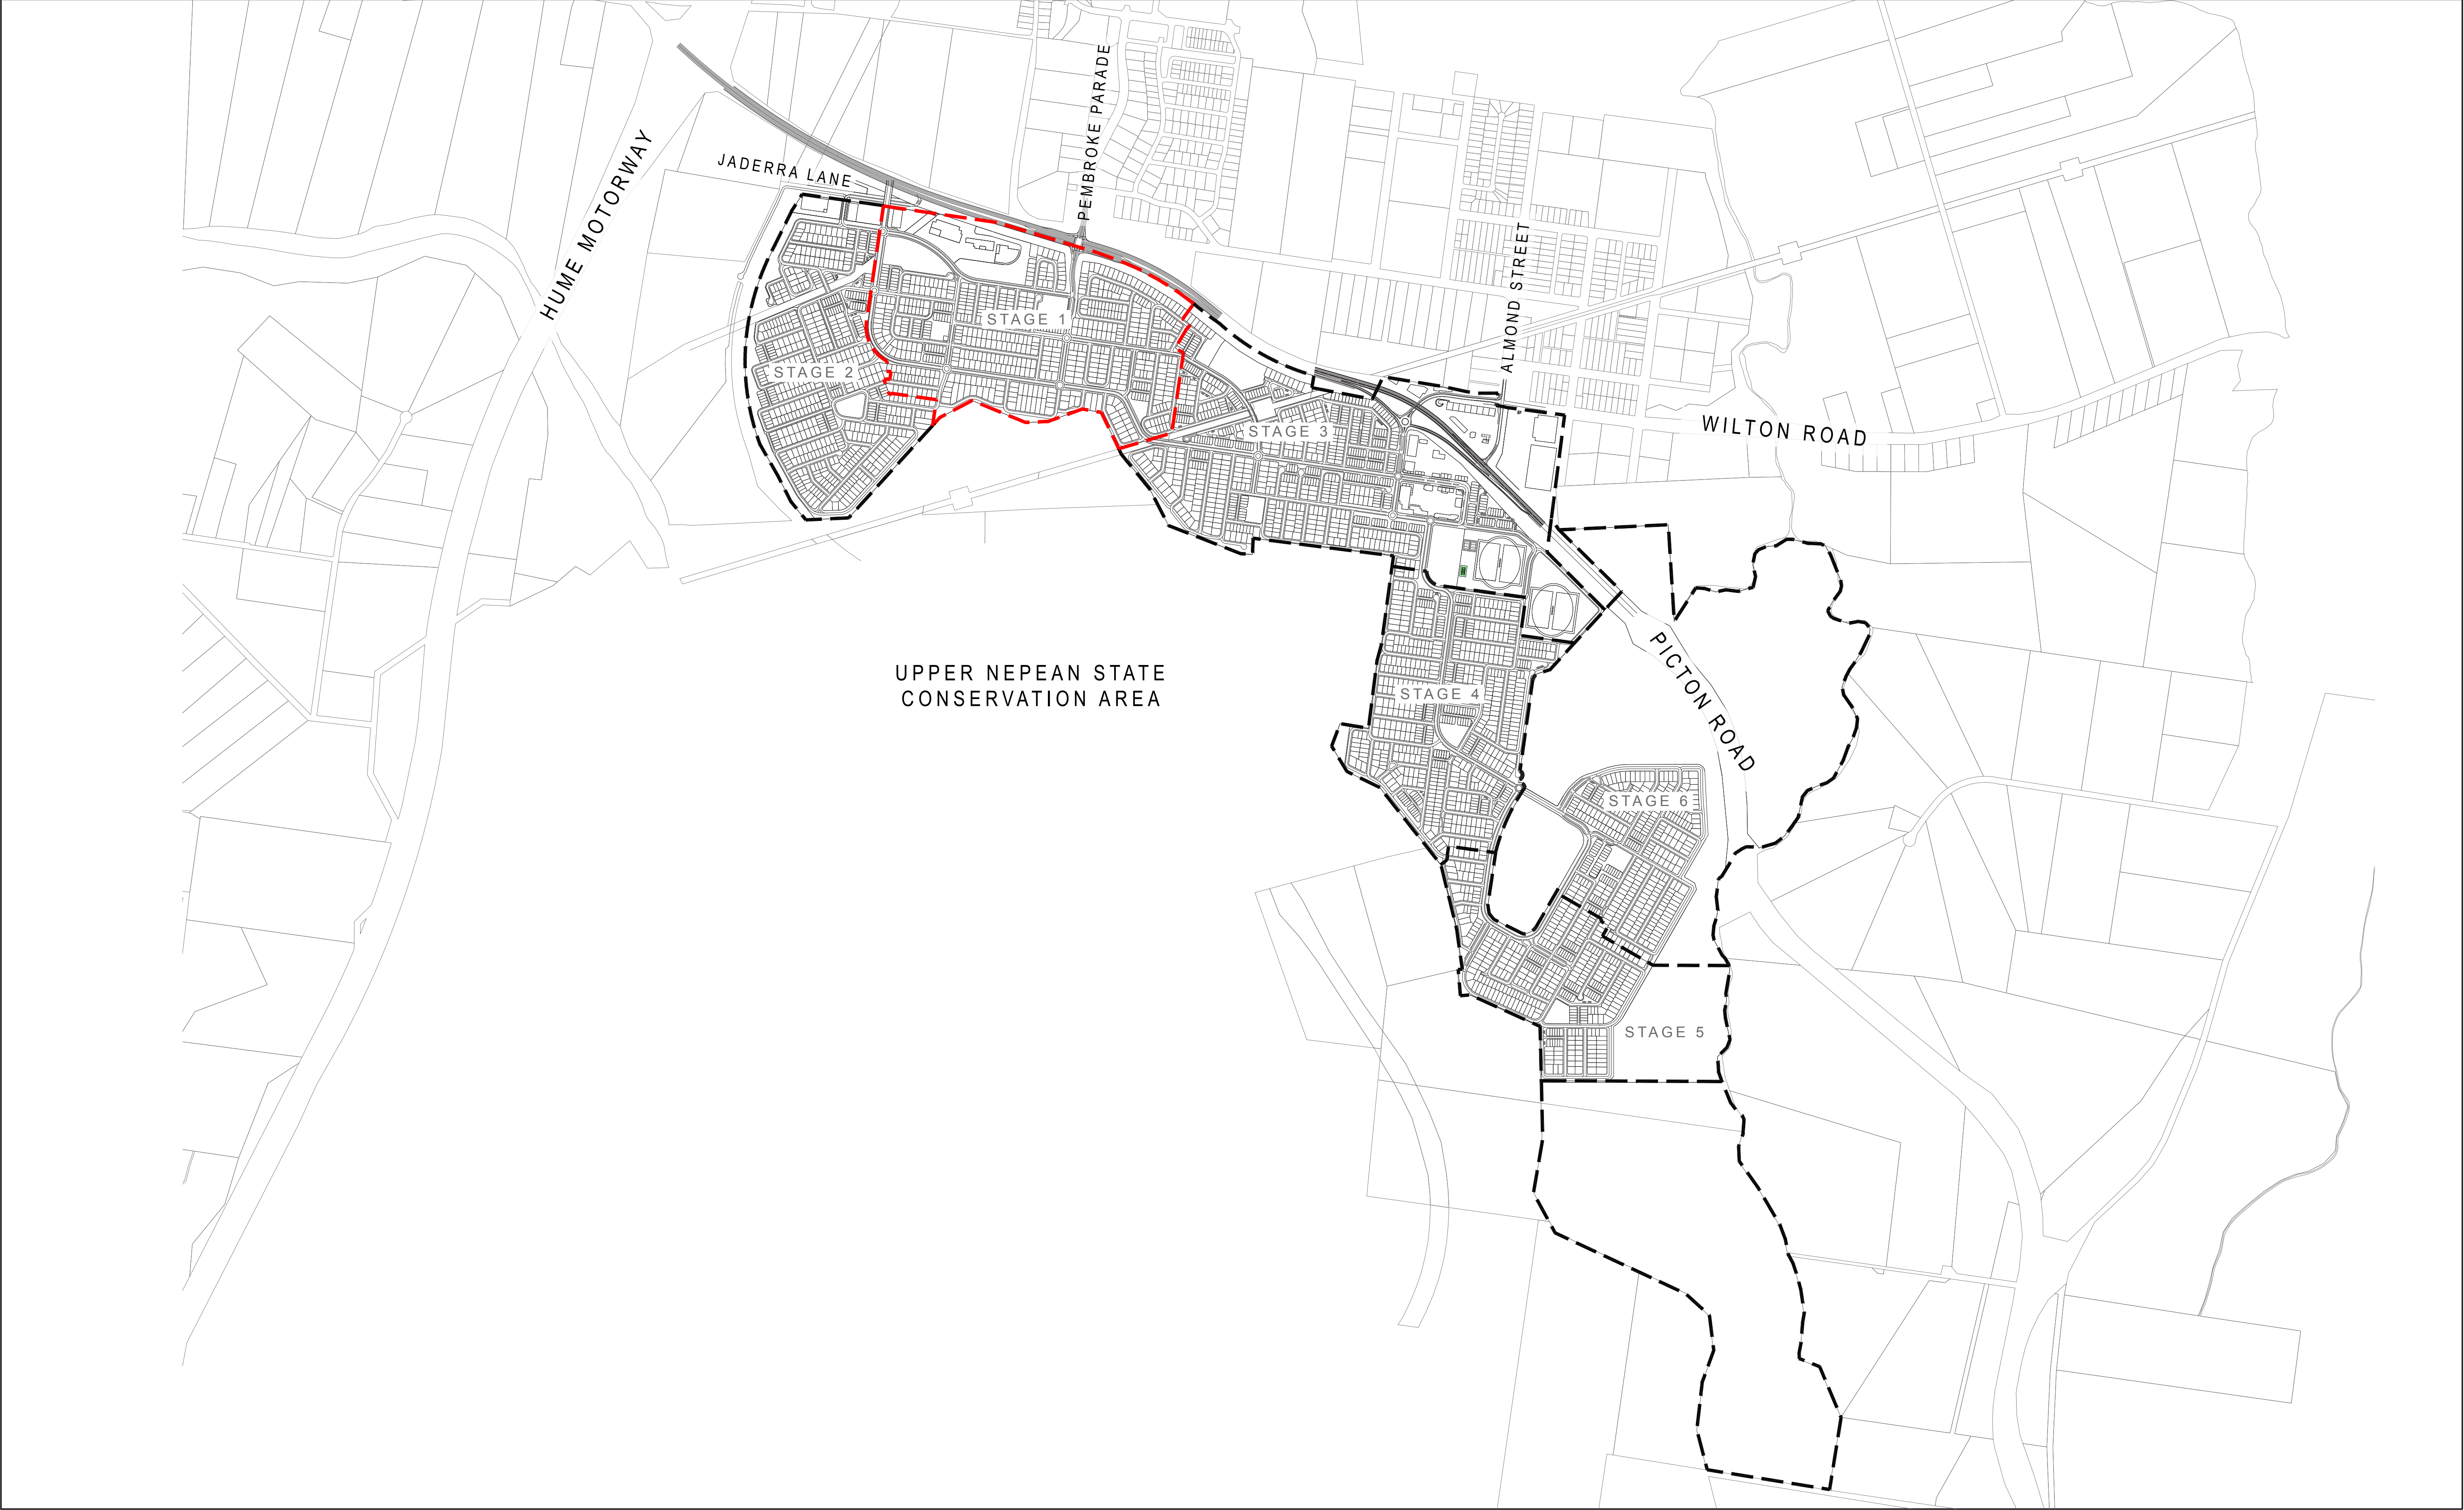 PEMBROKE PARADE
HUME MOTORWAY
JADERRA LANE
ALMOND STREET
STAGE 1
STAGE 2
STAGE 3
WILTON ROAD
UPPER NEPEAN STATE
CONSERVATION AREA
PICTON ROAD
STAGE 4
STAGE 6
STAGE 5